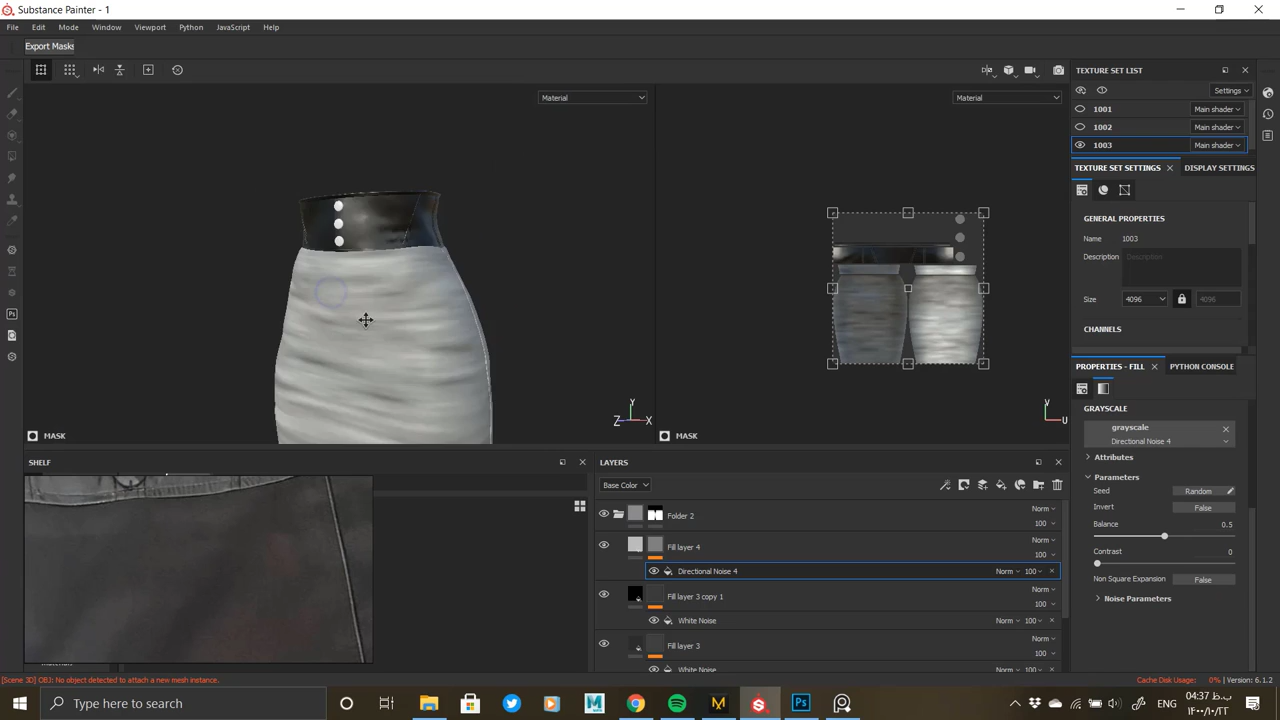 Substance Painter - 1
File Edit Mode Window Viewport Python JavaScript Help
Export Masks
Material
Material
MASK
MASK
Y
Z X
V
U
TEXTURE SET LIST
Settings
1001 Main shader
1002 Main shader
1003 Main shader
TEXTURE SET SETTINGS DISPLAY SETTINGS
GENERAL PROPERTIES
Name 1003
Description Description
Size 4096 4096
CHANNELS
PROPERTIES - FILL PYTHON CONSOLE
GRAYSCALE
grayscale
Directional Noise 4
Attributes
Parameters
Seed Random
Invert False
Balance 0.5
Contrast 0
Non Square Expansion False
Noise Parameters
SHELF
LAYERS
Base Color
Folder 2 Norm
100
Fill layer 4 Norm
100
Directional Noise 4 Norm 100
Fill layer 3 copy 1 Norm
100
White Noise Norm 100
Fill layer 3 Norm
100
White Noise Norm 100
[Scene 3D] OBJ: No object detected to attach a new mesh instance.
Cache Disk Usage: 0% | Version: 6.1.2
Type here to search
04:37 ب.ظ
۱۴۰۰/۱۰/۲۲